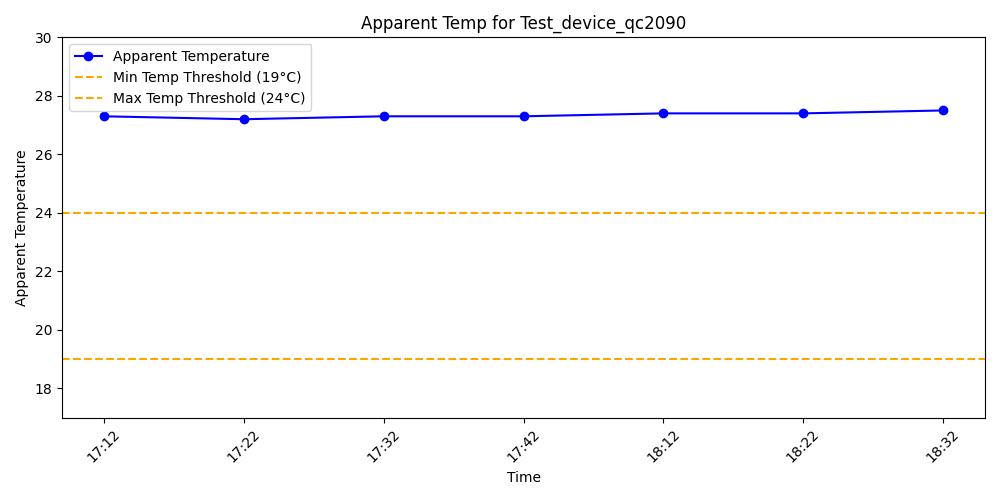 Apparent Temp for Test_device_qc2090
Apparent Temperature
Min Temp Threshold (19°C)
Max Temp Threshold (24°C)
30
28
26
24
22
20
18
Apparent Temperature
17:12
17:22
17:32
17:42
18:12
18:22
18:32
Time